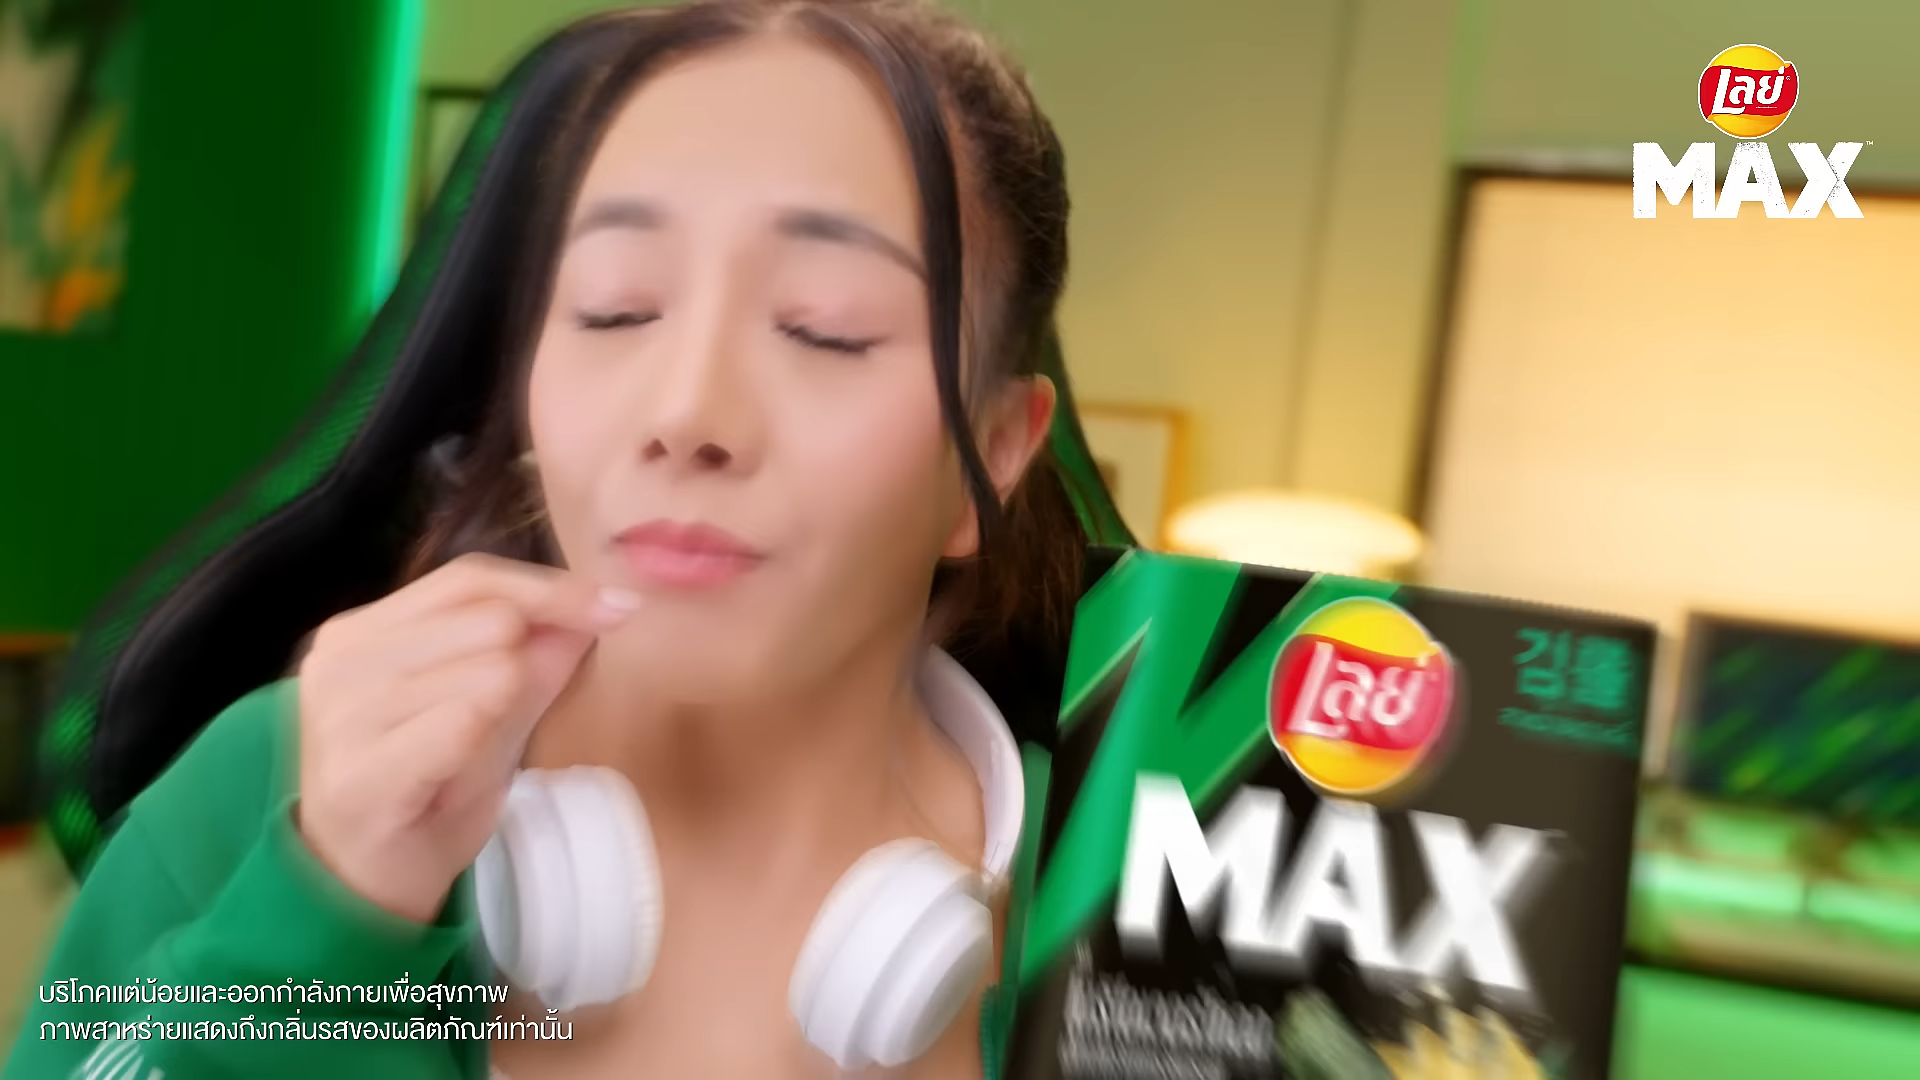 เลย์
MAX™
เลย์
MAX
บริโภคแต่น้อยและออกกำลังกายเพื่อสุขภาพ
ภาพสาหร่ายแสดงถึงกลิ่นรสของผลิตภัณฑ์เท่านั้น